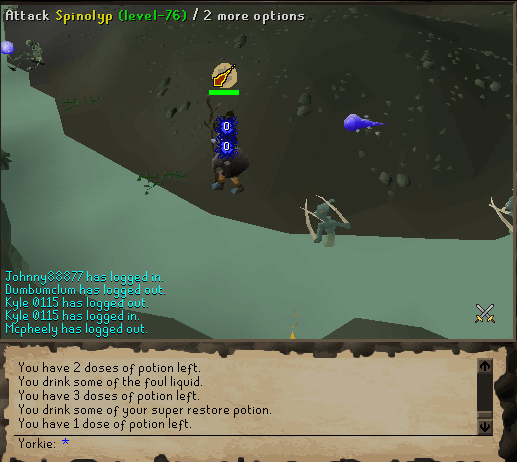 Attack Spinolyp (level-76) / 2 more options
0
0
Johnny33377 has logged in.
Dumbumclum has logged out.
Kyle 0115 has logged out.
Kyle 0115 has logged in.
Mcpheely has logged out.
You have 2 doses of potion left.
You drink some of the foul liquid.
You have 3 doses of potion left.
You drink some of your super restore potion.
You have 1 dose of potion left.
Yorkie: *